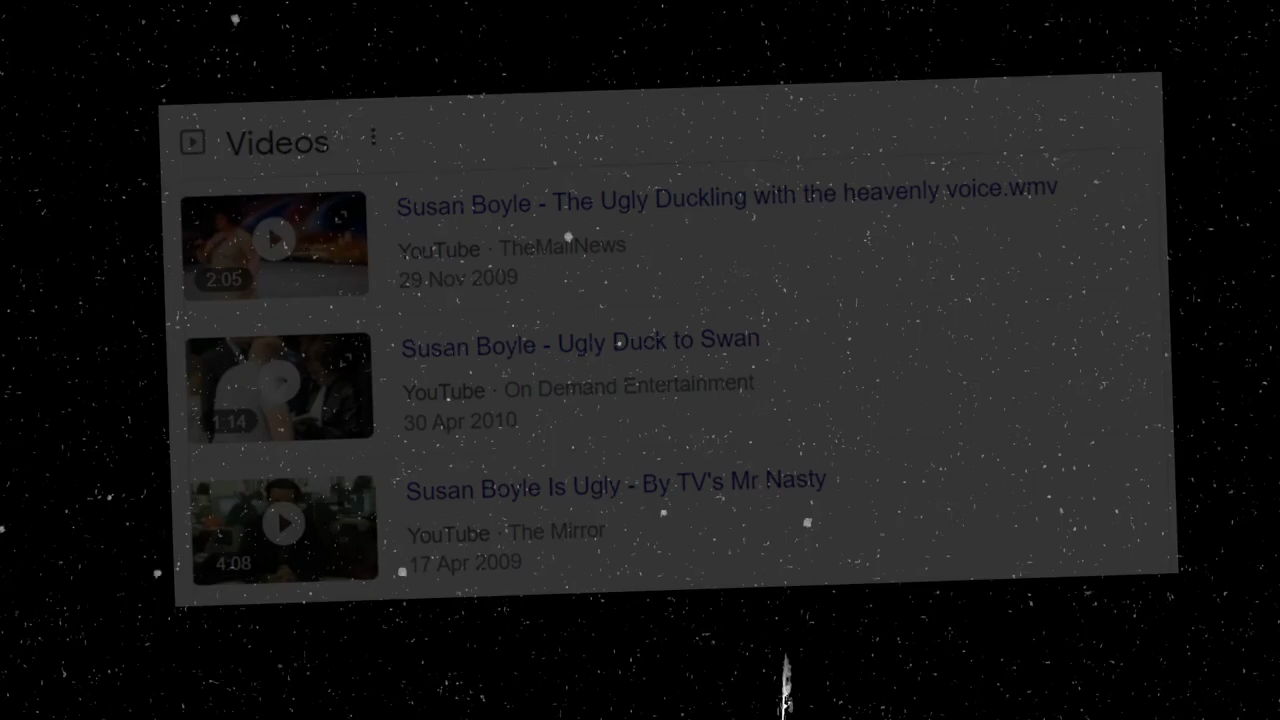 Videos
Susan Boyle - The Ugly Duckling with the heavenly voice.wmv
YouTube · TheMailNews
29 Nov 2009
2:05
Susan Boyle - Ugly Duck to Swan
YouTube · On Demand Entertainment
30 Apr 2010
1:14
Susan Boyle Is Ugly - By TV's Mr Nasty
YouTube · The Mirror
17 Apr 2009
4:08